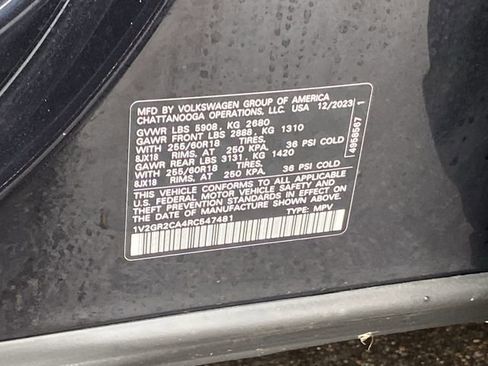 MFD BY VOLKSWAGEN GROUP OF AMERICA
CHATTANOOGA OPERATIONS, LLC. USA 12/2023
GVWR LBS 5908, KG 2680
GAWR FRONT LBS 2888, KG 1310
WITH 255/60R18 TIRES,
8JX18 RIMS, AT 250 KPA, 36 PSI COLD
GAWR REAR LBS 3131, KG 1420
WITH 255/60R18 TIRES,
8JX18 RIMS, AT 250 KPA, 36 PSI COLD
THIS VEHICLE CONFORMS TO ALL APPLICABLE
U.S. FEDERAL MOTOR VEHICLE SAFETY AND
THEFT PREVENTION STANDARDS IN EFFECT ON
THE DATE OF MANUFACTURE SHOWN ABOVE.
1V2GR2CA4RC547481 TYPE: MPV
4958567 1